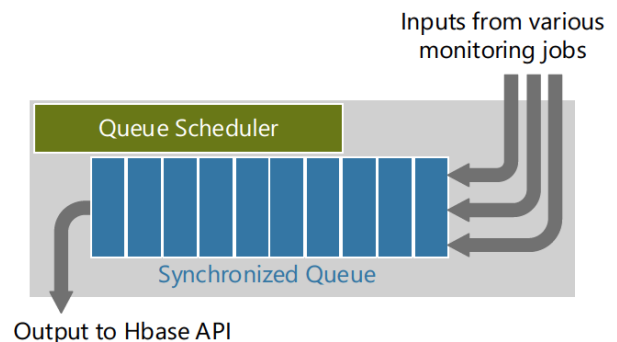 Inputs from various
monitoring jobs
Queue Scheduler
Synchronized Queue
Output to Hbase API